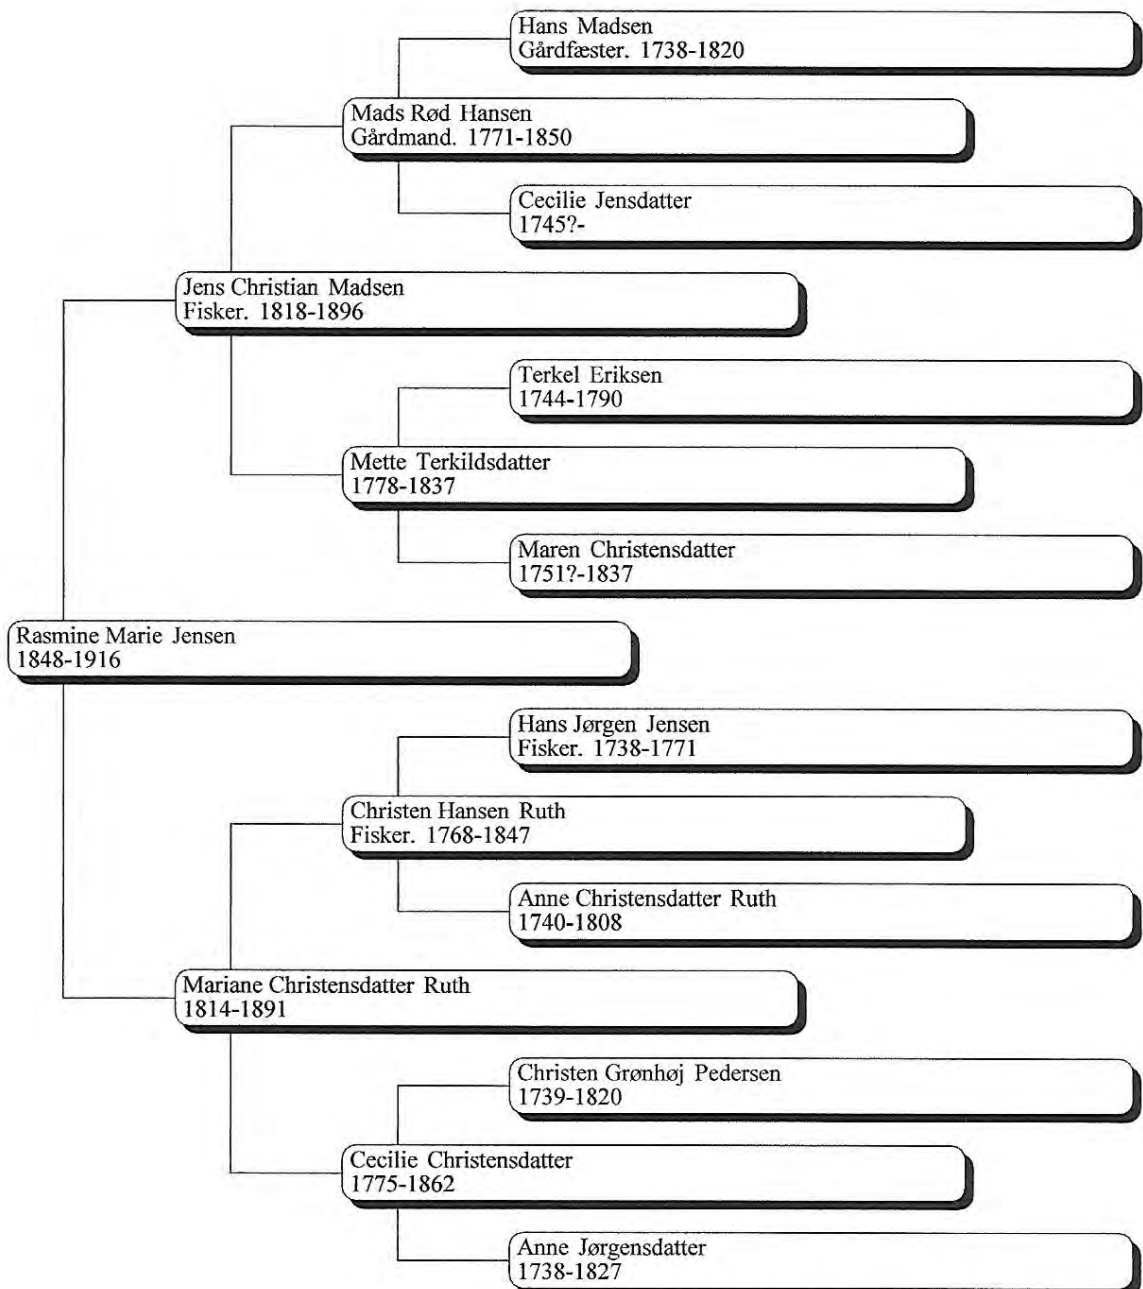 Hans Madsen
Gårdfæster. 1738-1820
Mads Rød Hansen
Gårdmand. 1771-1850
Cecilie Jensdatter
1745?-
Jens Christian Madsen
Fisker. 1818-1896
Terkel Eriksen
1744-1790
Mette Terkildsdatter
1778-1837
Maren Christensdatter
1751?-1837
Rasmine Marie Jensen
1848-1916
Hans Jørgen Jensen
Fisker. 1738-1771
Christen Hansen Ruth
Fisker. 1768-1847
Anne Christensdatter Ruth
1740-1808
Mariane Christensdatter Ruth
1814-1891
Christen Grønhøj Pedersen
1739-1820
Cecilie Christensdatter
1775-1862
Anne Jørgensdatter
1738-1827